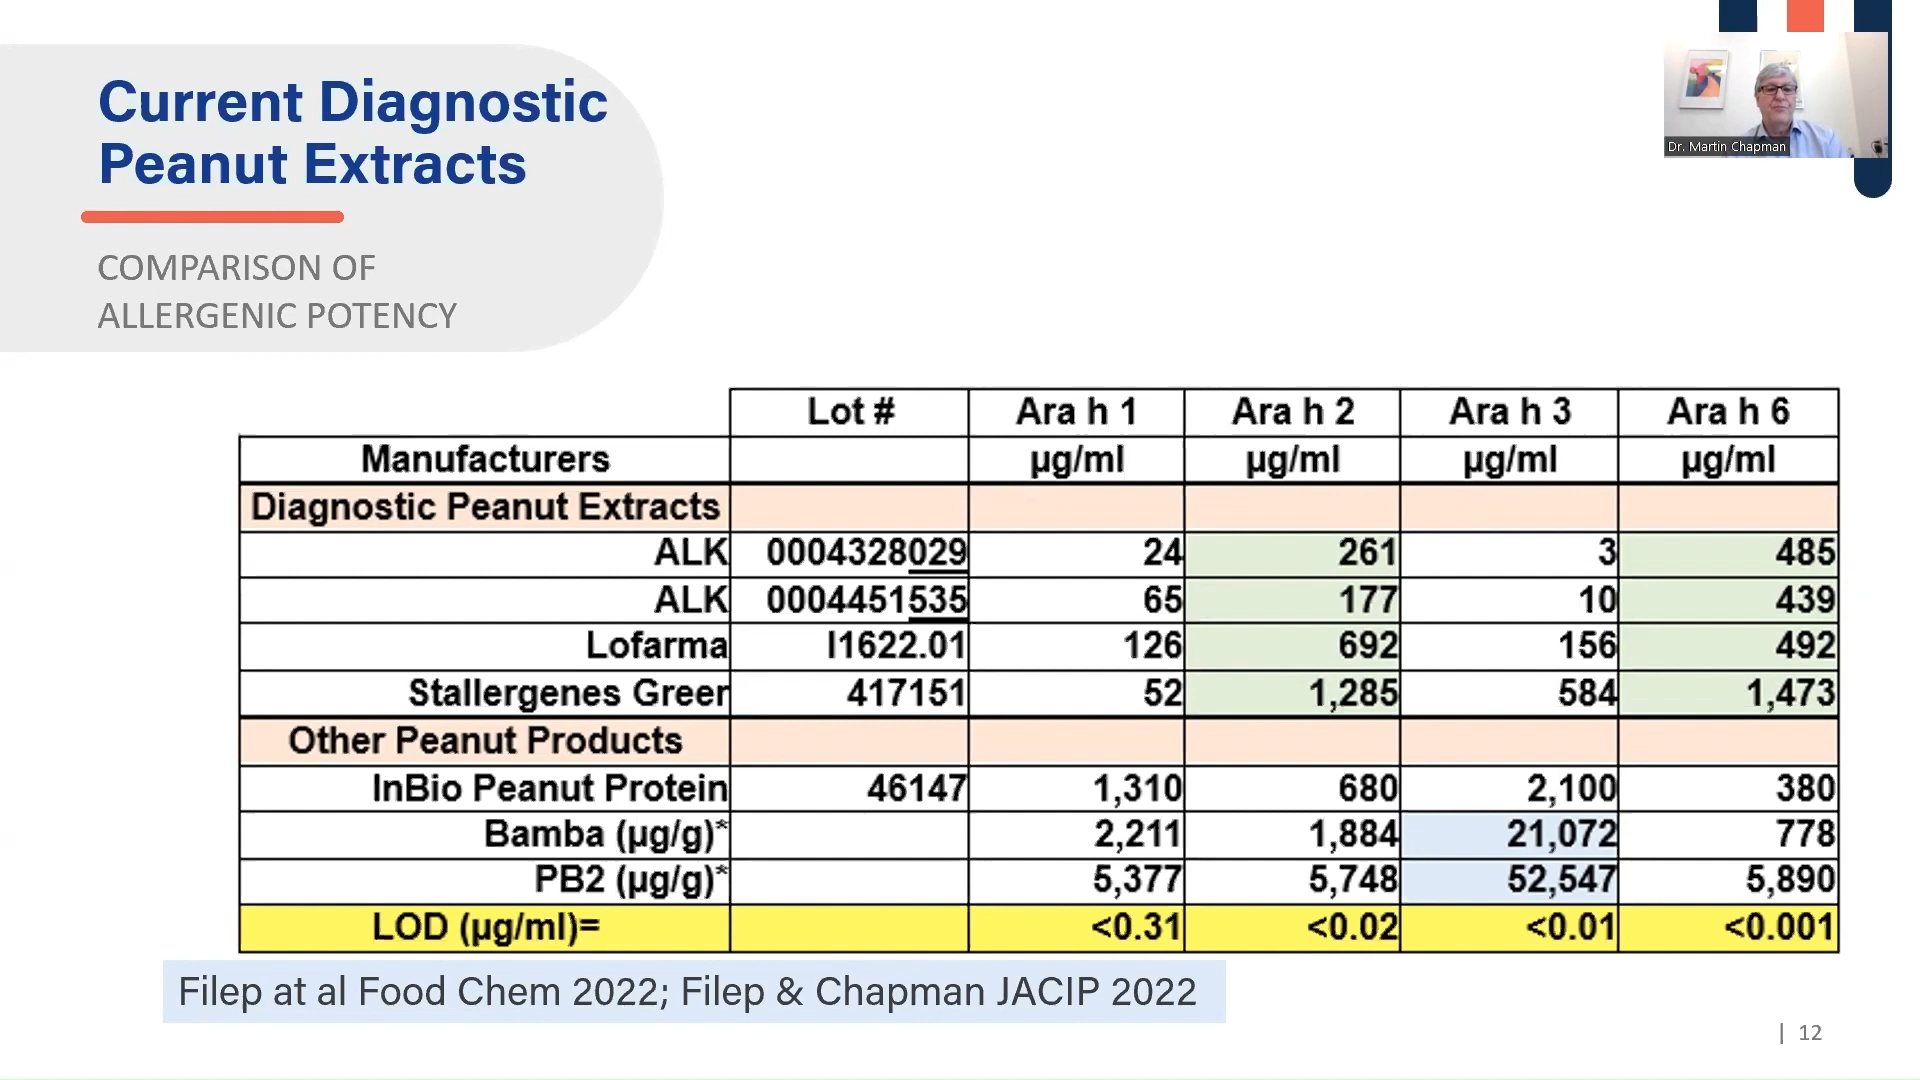 Current Diagnostic
Peanut Extracts
COMPARISON OF
ALLERGENIC POTENCY
Dr. Martin Chapman
Lot # Ara h 1 Ara h 2 Ara h 3 Ara h 6
Manufacturers µg/ml µg/ml µg/ml µg/ml
Diagnostic Peanut Extracts
ALK 0004328029 24 261 3 485
ALK 0004451535 65 177 10 439
Lofarma I1622.01 126 692 156 492
Stallergenes Greer 417151 52 1,285 584 1,473
Other Peanut Products
InBio Peanut Protein 46147 1,310 680 2,100 380
Bamba (µg/g)* 2,211 1,884 21,072 778
PB2 (µg/g)* 5,377 5,748 52,547 5,890
LOD (µg/ml)= <0.31 <0.02 <0.01 <0.001
Filep at al Food Chem 2022; Filep & Chapman JACIP 2022
| 12